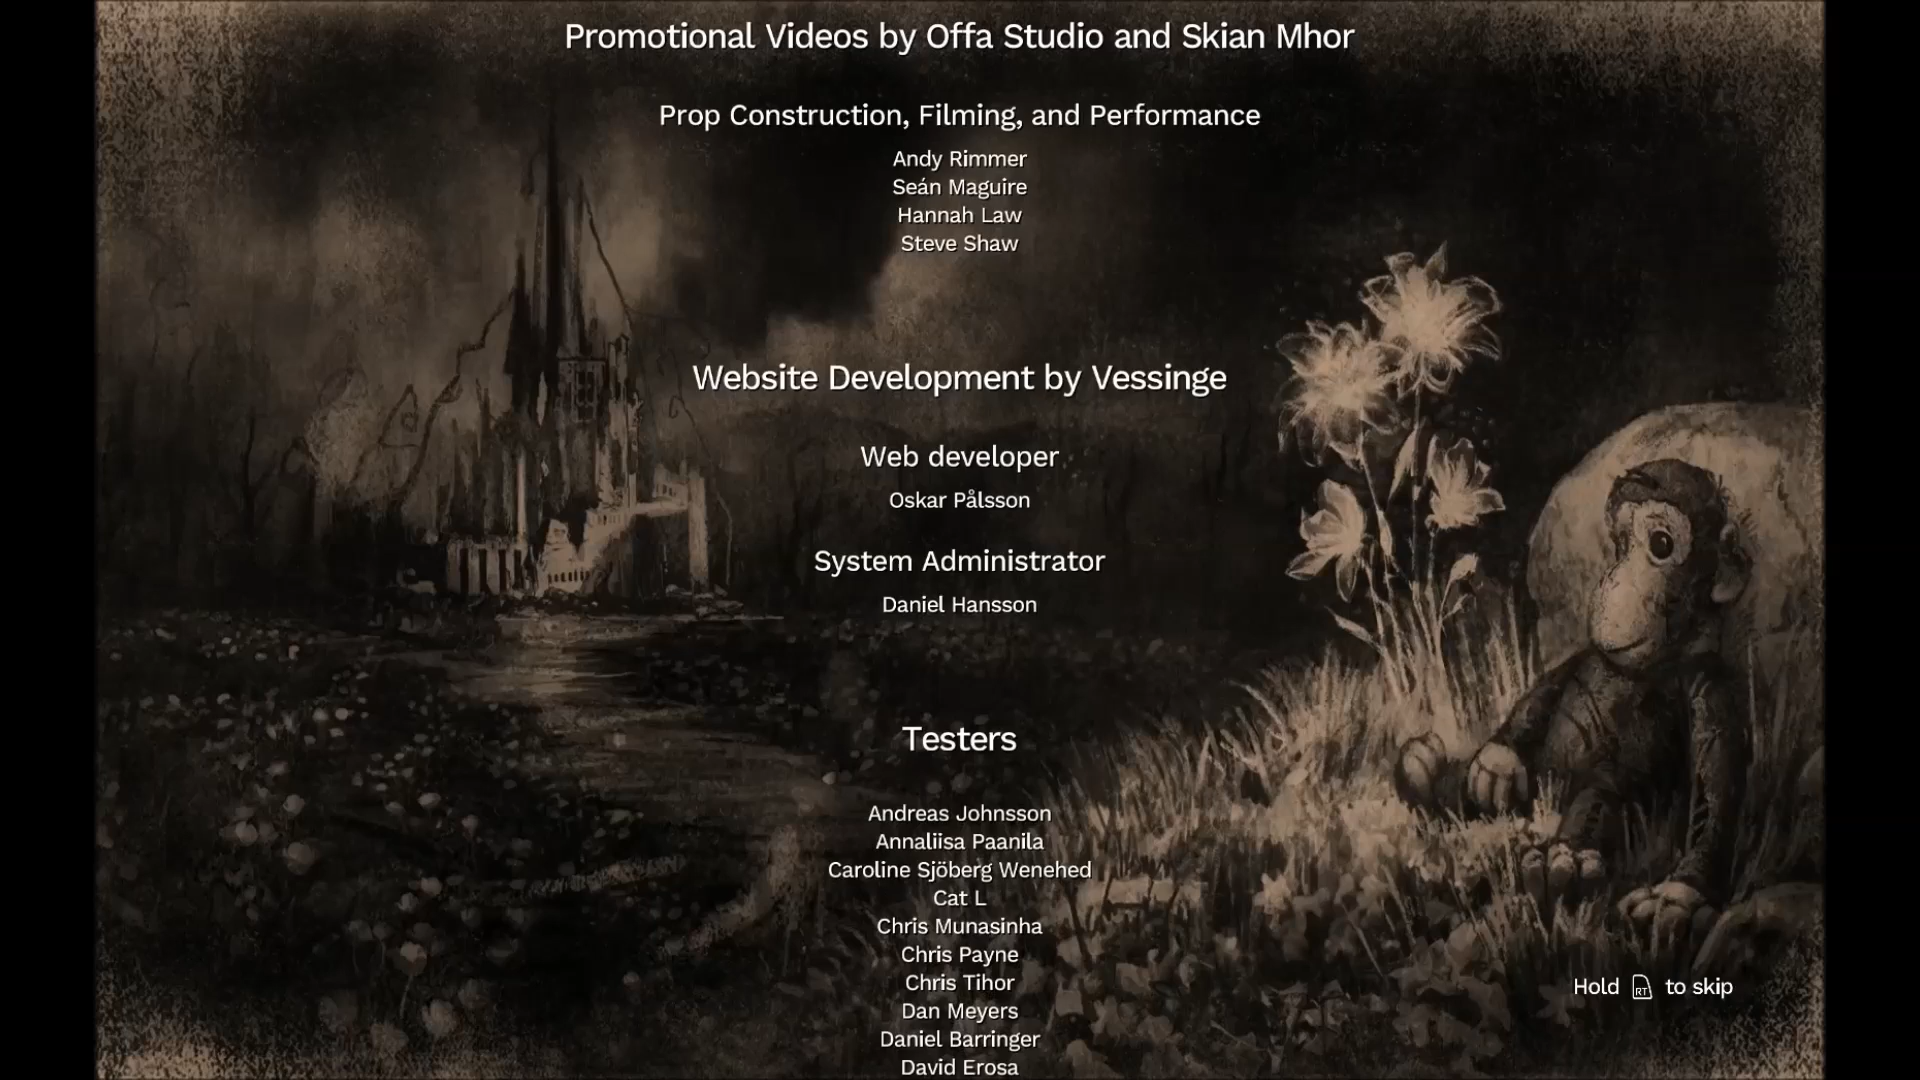 Promotional Videos by Offa Studio and Skian Mhor
Prop Construction, Filming, and Performance
Andy Rimmer
Seán Maguire
Hannah Law
Steve Shaw
Website Development by Vessinge
Web developer
Oskar Pålsson
System Administrator
Daniel Hansson
Testers
Andreas Johnsson
Annaliisa Paanila
Caroline Sjöberg Wenehed
Cat L
Chris Munasinha
Chris Payne
Chris Tihor
Dan Meyers
Daniel Barringer
David Erosa
Hold RT to skip